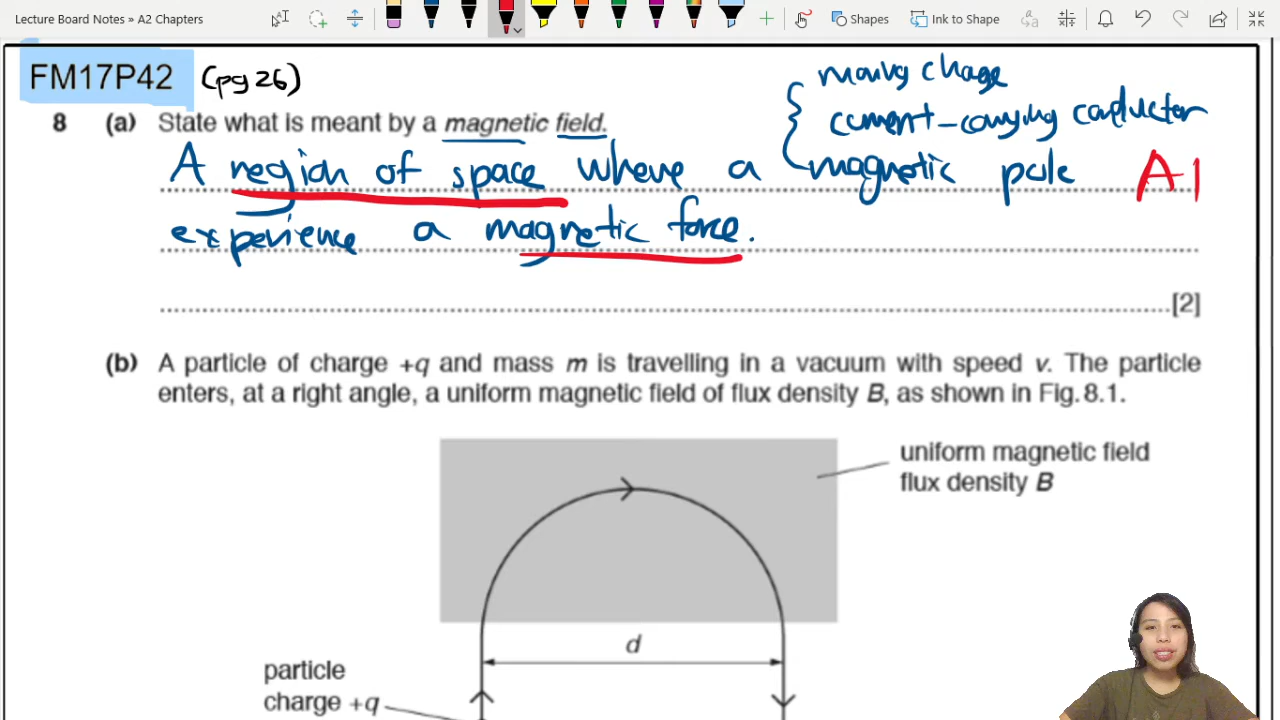 Lecture Board Notes » A2 Chapters
Shapes
Ink to Shape
FM17P42 (pg 26)
moving charge
current-carrying conductor
8 (a) State what is meant by a magnetic field.
A region of space where a magnetic pole A1
experience a magnetic force.
[2]
(b) A particle of charge +q and mass m is travelling in a vacuum with speed v. The particle
enters, at a right angle, a uniform magnetic field of flux density B, as shown in Fig. 8.1.
uniform magnetic field
flux density B
d
particle
charge +q